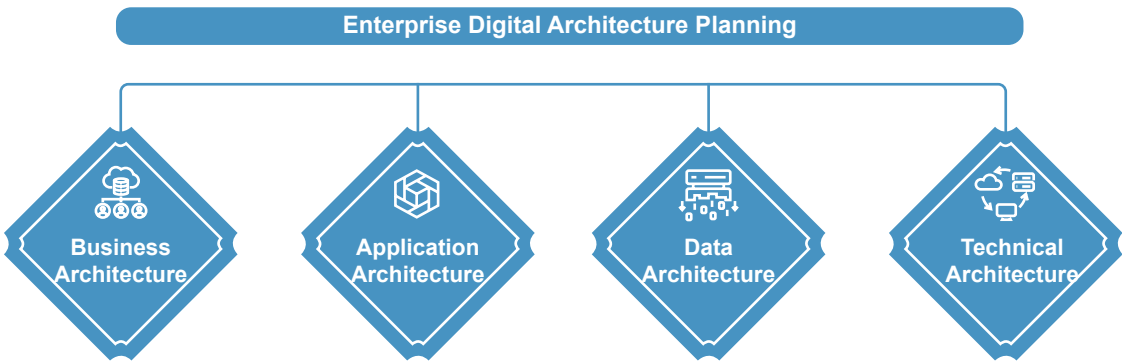 Enterprise Digital Architecture Planning
Business
Architecture
Application
Architecture
Data
Architecture
Technical
Architecture